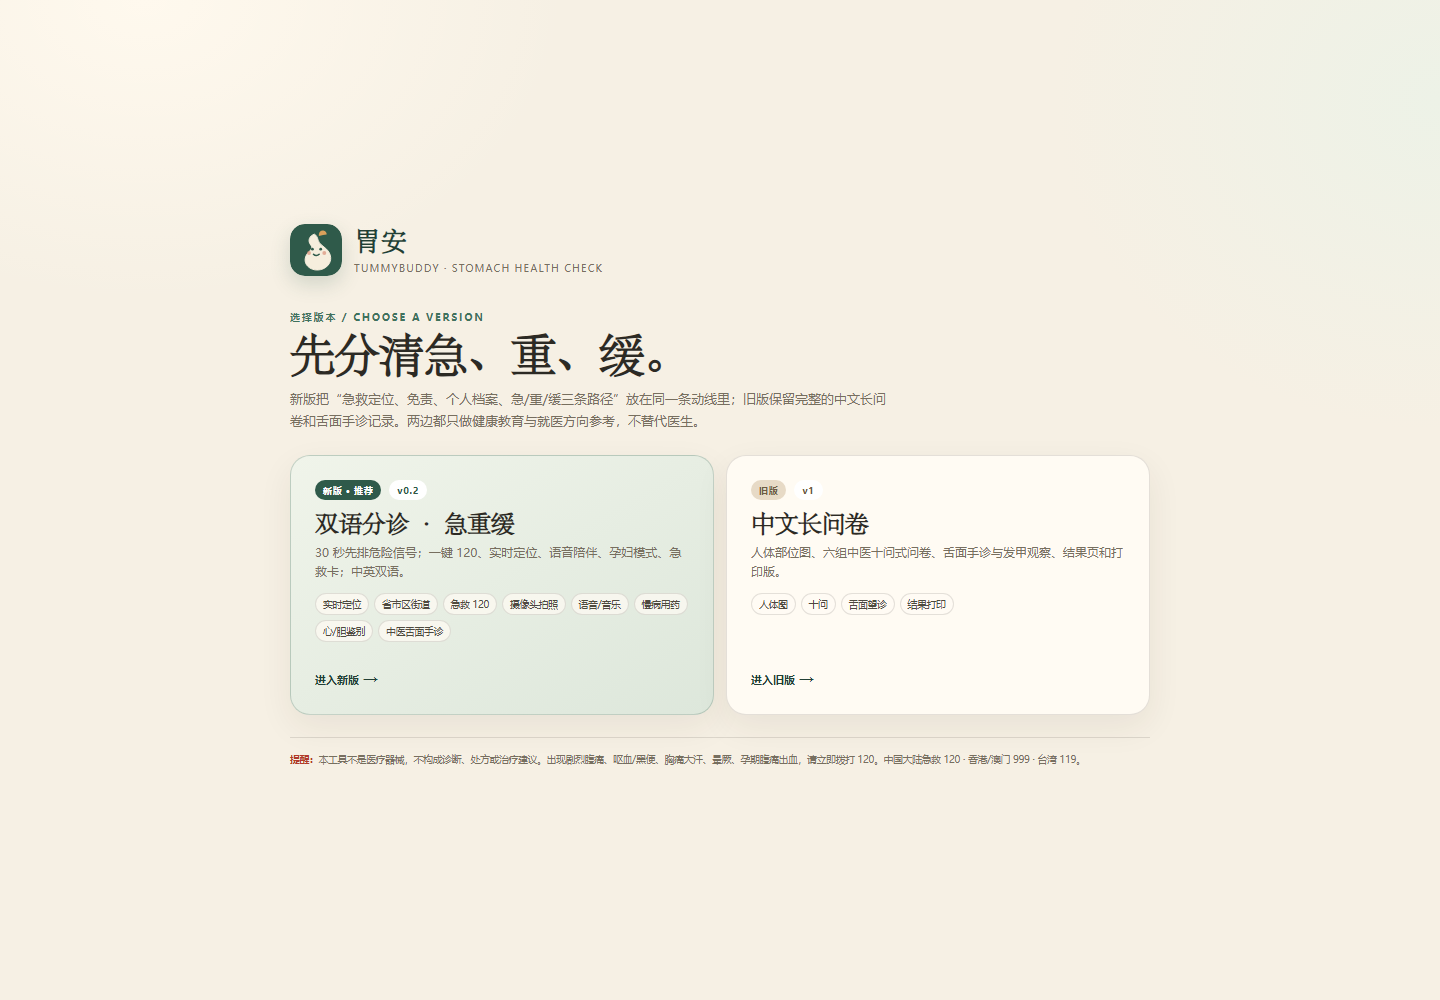 胃安
TUMMYBUDDY · STOMACH HEALTH CHECK
选择版本 / CHOOSE A VERSION
先分清急、重、缓。
新版把“急救定位、免责、个人档案、急/重/缓三条路径”放在同一条动线里；旧版保留完整的中文长问
卷和舌面手诊记录。两边都只做健康教育与就医方向参考，不替代医生。
新版 • 推荐 v0.2
双语分诊 · 急重缓
30 秒先排危险信号；一键 120、实时定位、语音陪伴、孕妇模式、急
救卡；中英双语。
实时定位 省市区街道 急救 120 摄像头拍照 语音/音乐 慢病用药
心/胆鉴别 中医舌面手诊
进入新版 →
旧版 v1
中文长问卷
人体部位图、六组中医十问式问卷、舌面手诊与发甲观察、结果页和打
印版。
人体图 十问 舌面望诊 结果打印
进入旧版 →
提醒：本工具不是医疗器械，不构成诊断、处方或治疗建议。出现剧烈腹痛、呕血/黑便、胸痛大汗、晕厥、孕期腹痛出血，请立即拨打 120。中国大陆急救 120 · 香港/澳门 999 · 台湾 119。